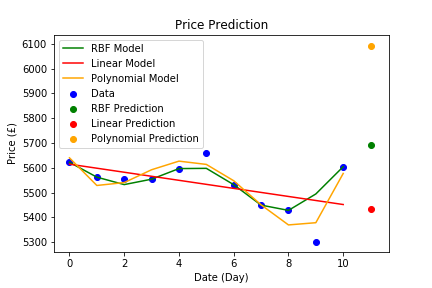 Price Prediction
6100
6000
5900
5800
5700
5600
5500
5400
5300
Price (£)
RBF Model
Linear Model
Polynomial Model
Data
RBF Prediction
Linear Prediction
Polynomial Prediction
0 2 4 6 8 10
Date (Day)